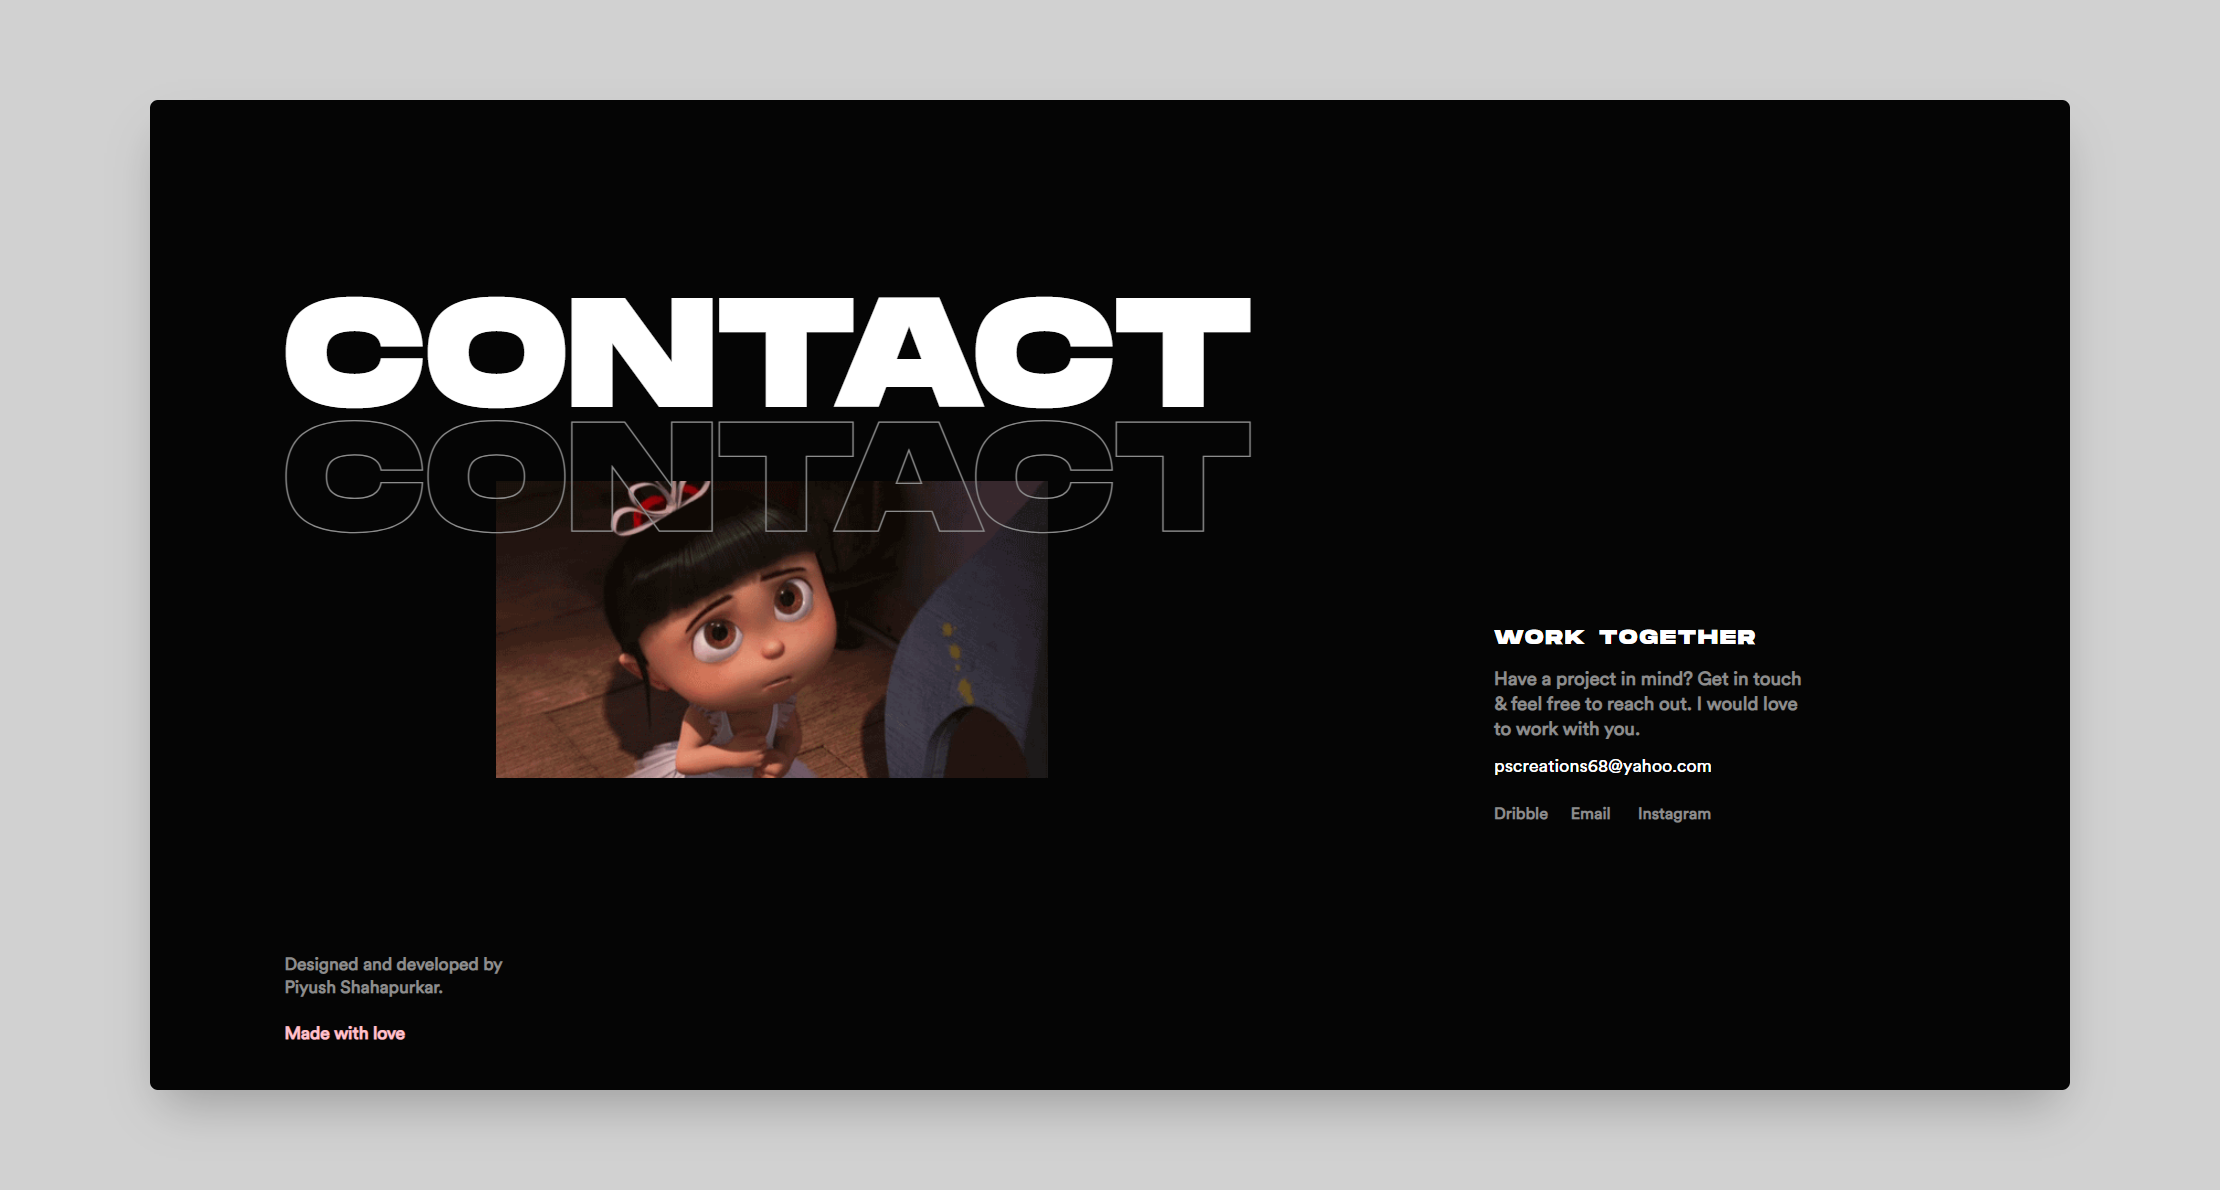 CONTACT
CONTACT
WORK TOGETHER
Have a project in mind? Get in touch
& feel free to reach out. I would love
to work with you.
pscreations68@yahoo.com
Dribble Email Instagram
Designed and developed by
Piyush Shahapurkar.
Made with love